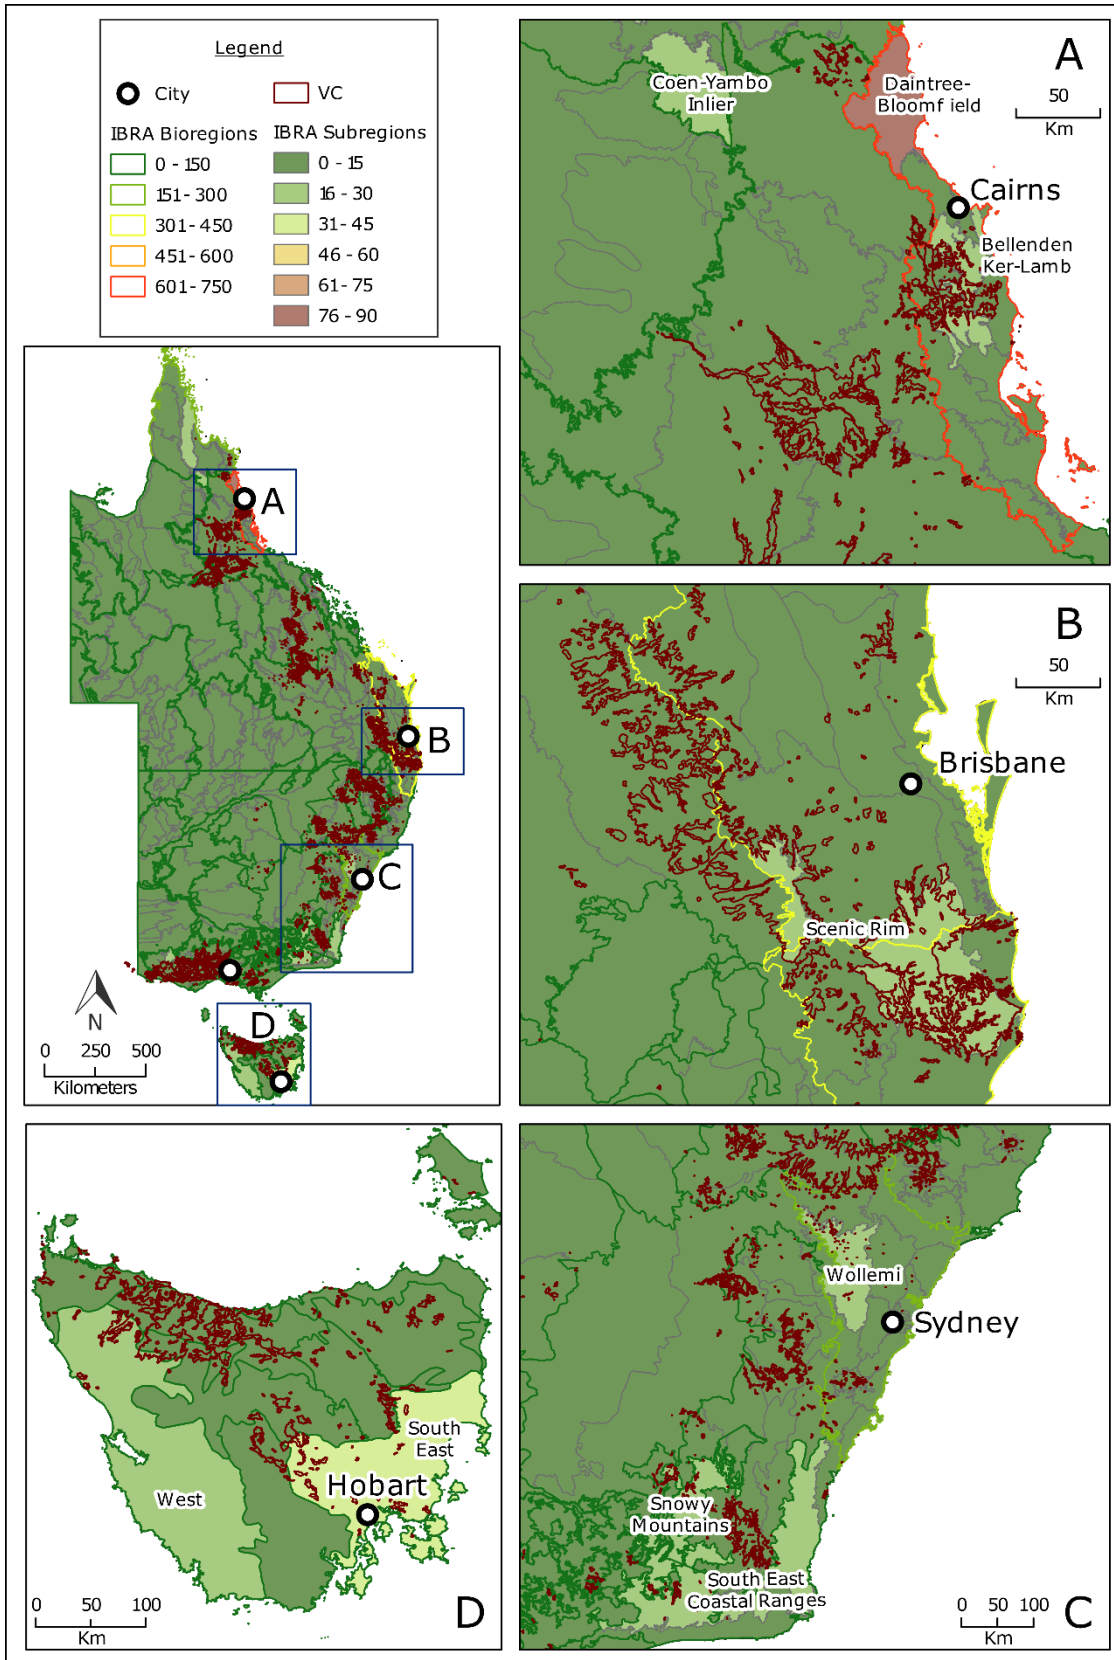 Legend
City
VC
IBRA Bioregions
IBRA Subregions
0 - 150
0 - 15
151 - 300
16 - 30
301 - 450
31 - 45
451 - 600
46 - 60
601 - 750
61 - 75
76 - 90
A
Coen-Yambo
Inlier
Daintree-
Bloomf ield
50
Km
Cairns
Bellenden
Ker-Lamb
A
B
C
D
N
0 250 500
Kilometers
B
50
Km
Brisbane
Scenic Rim
South
East
Hobart
West
0 50 100
Km
D
Wollemi
Sydney
Snowy
Mountains
South East
Coastal Ranges
0 50 100
Km
C